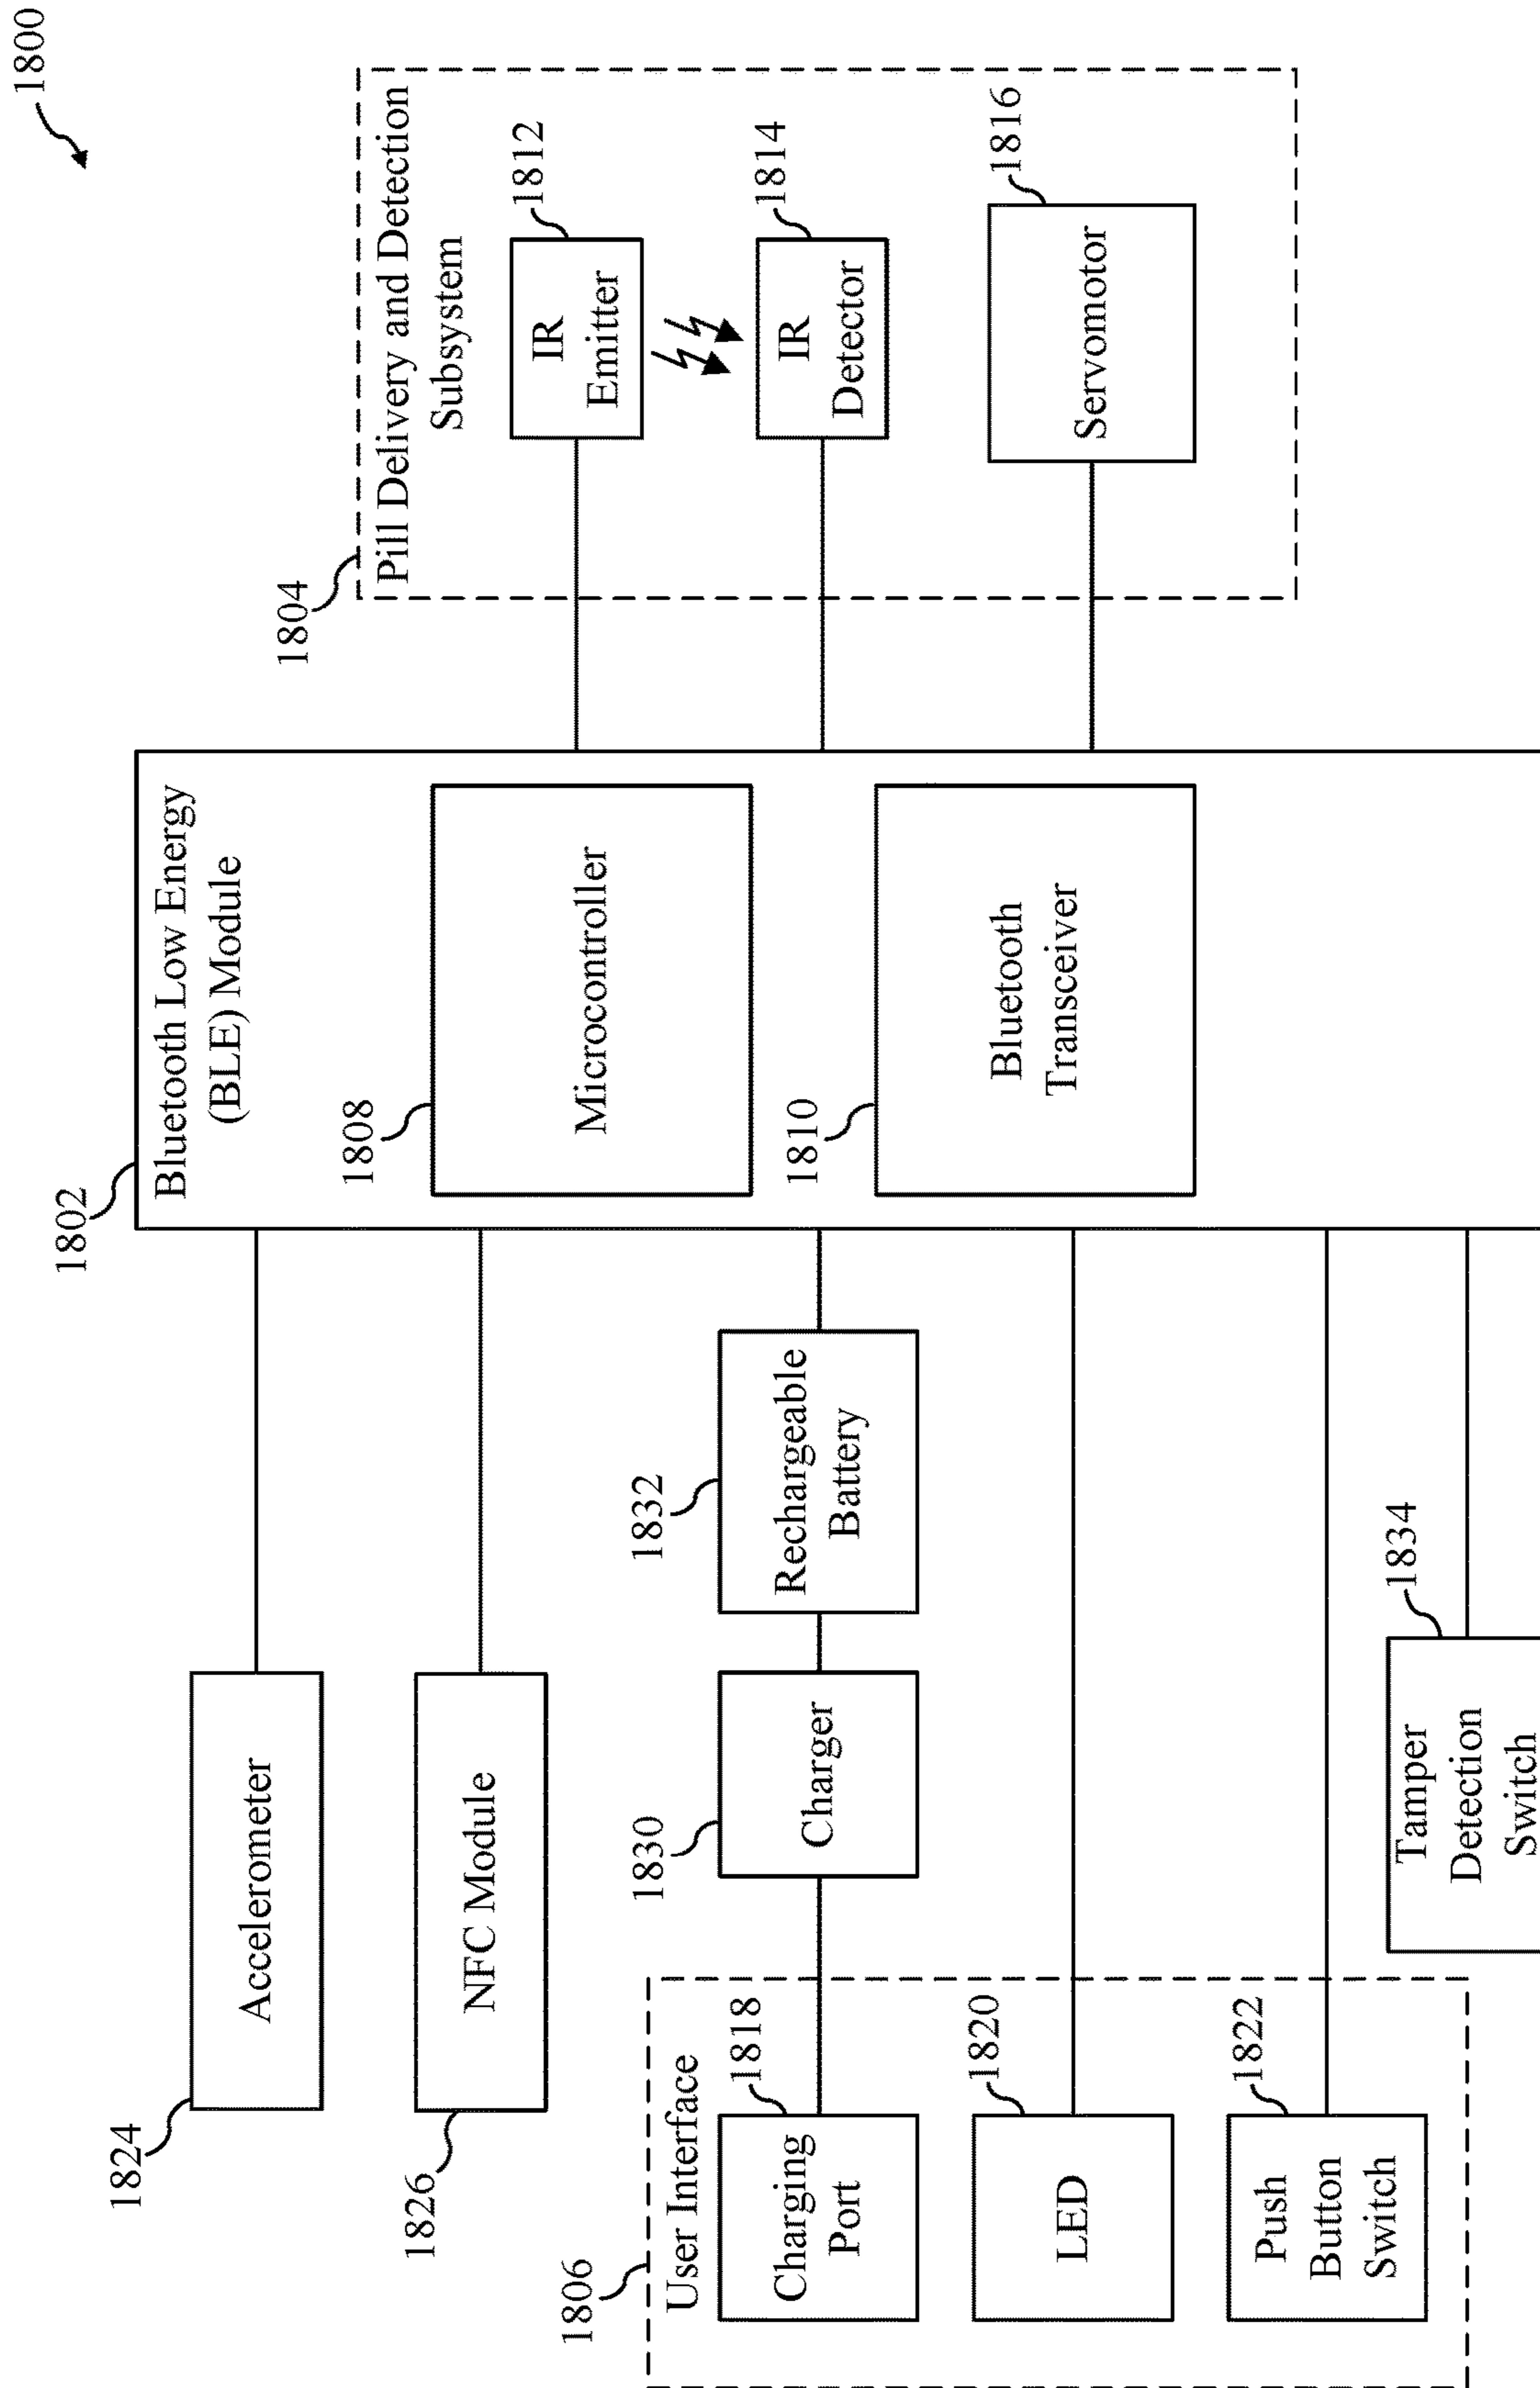 1800
1802
Bluetooth Low Energy
(BLE) Module
1808
Microcontroller
1810
Bluetooth
Transceiver
1804
Pill Delivery and Detection
Subsystem
1812
IR
Emitter
1814
IR
Detector
1816
Servomotor
1824
Accelerometer
1826
NFC Module
1806
User Interface
1818
Charging
Port
1830
Charger
1832
Rechargeable
Battery
1820
LED
1822
Push
Button
Switch
1834
Tamper
Detection
Switch